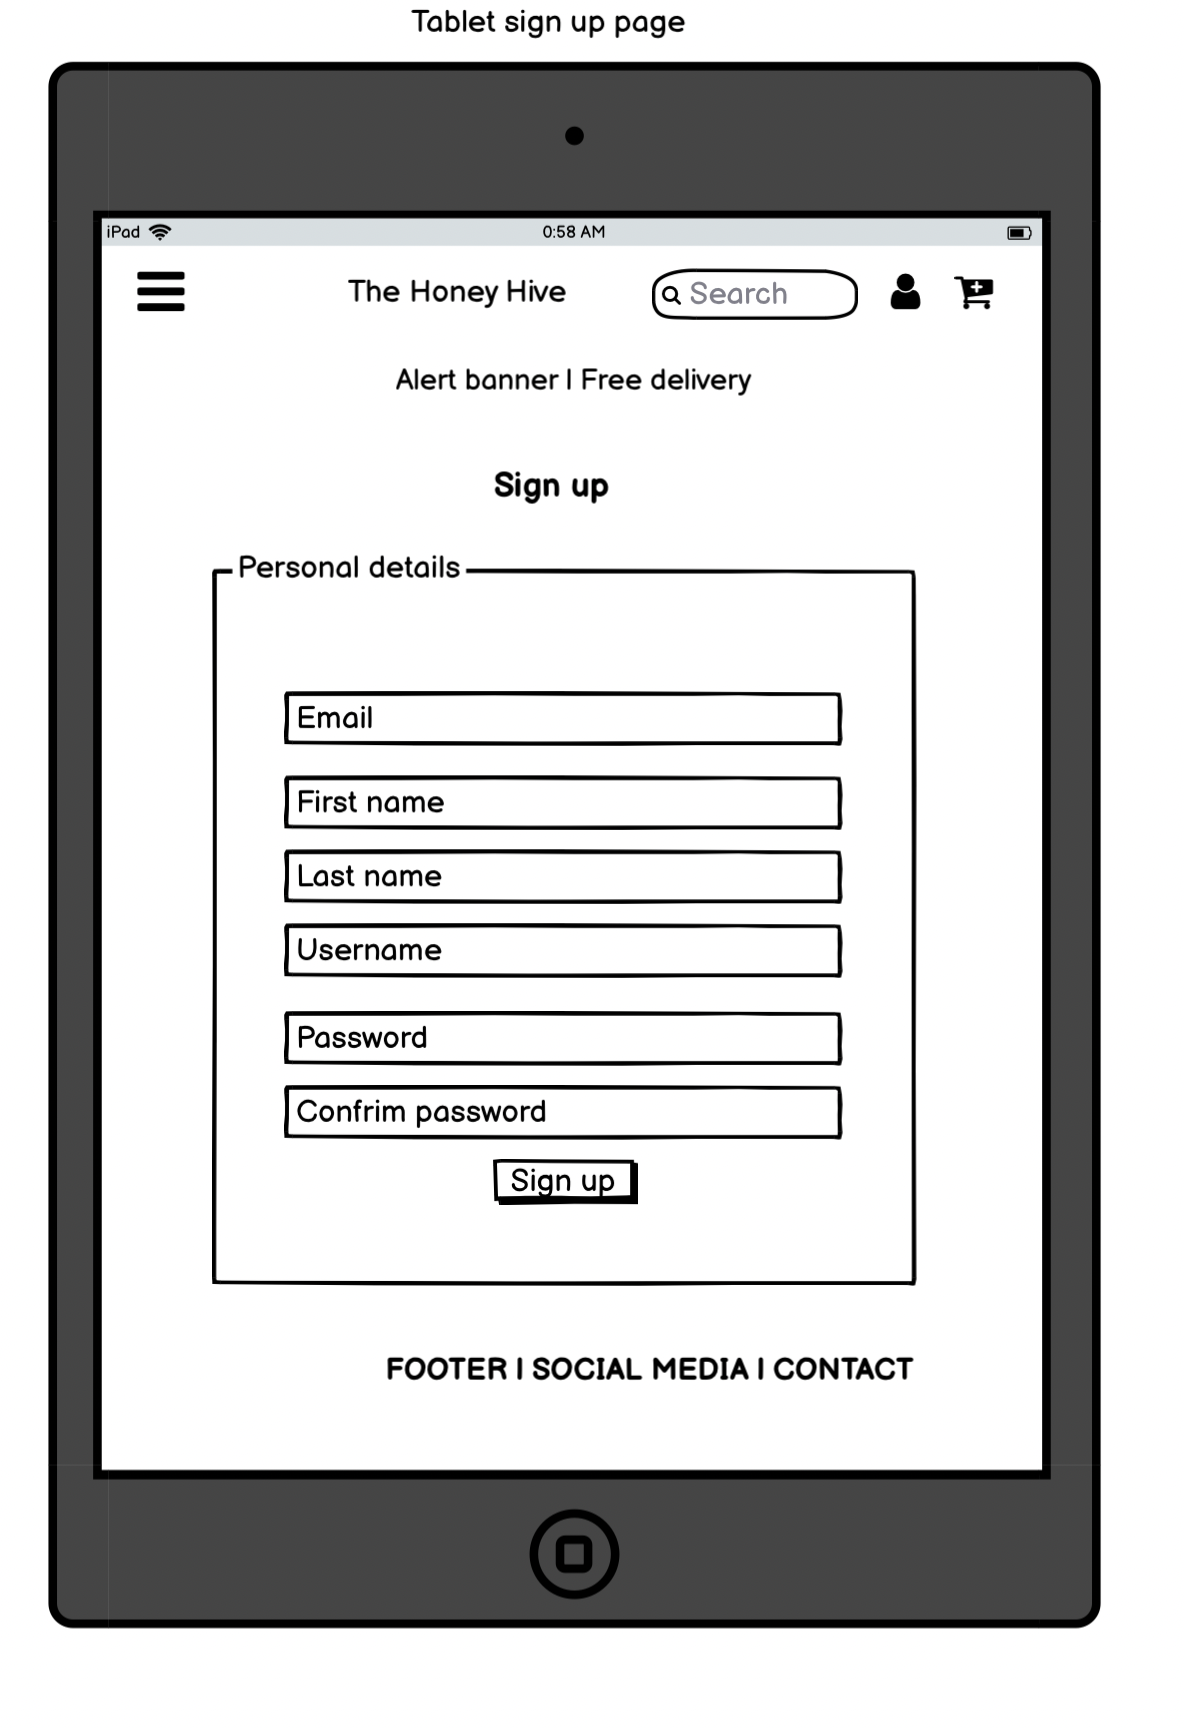 Tablet sign up page
iPad 0:58 AM
The Honey Hive Search
Alert banner | Free delivery
Sign up
Personal details
Email
First name
Last name
Username
Password
Confrim password
Sign up
FOOTER | SOCIAL MEDIA | CONTACT